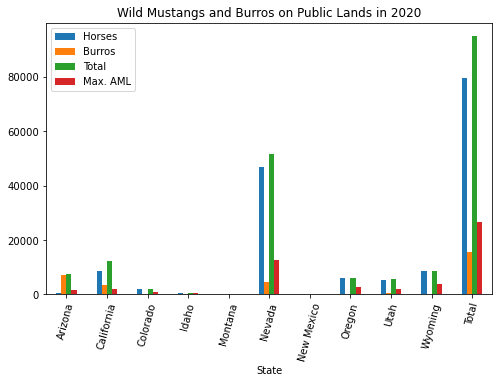 Wild Mustangs and Burros on Public Lands in 2020
Horses
Burros
Total
Max. AML
80000
60000
40000
20000
0
Arizona
California
Colorado
Idaho
Montana
Nevada
New Mexico
Oregon
Utah
Wyoming
Total
State